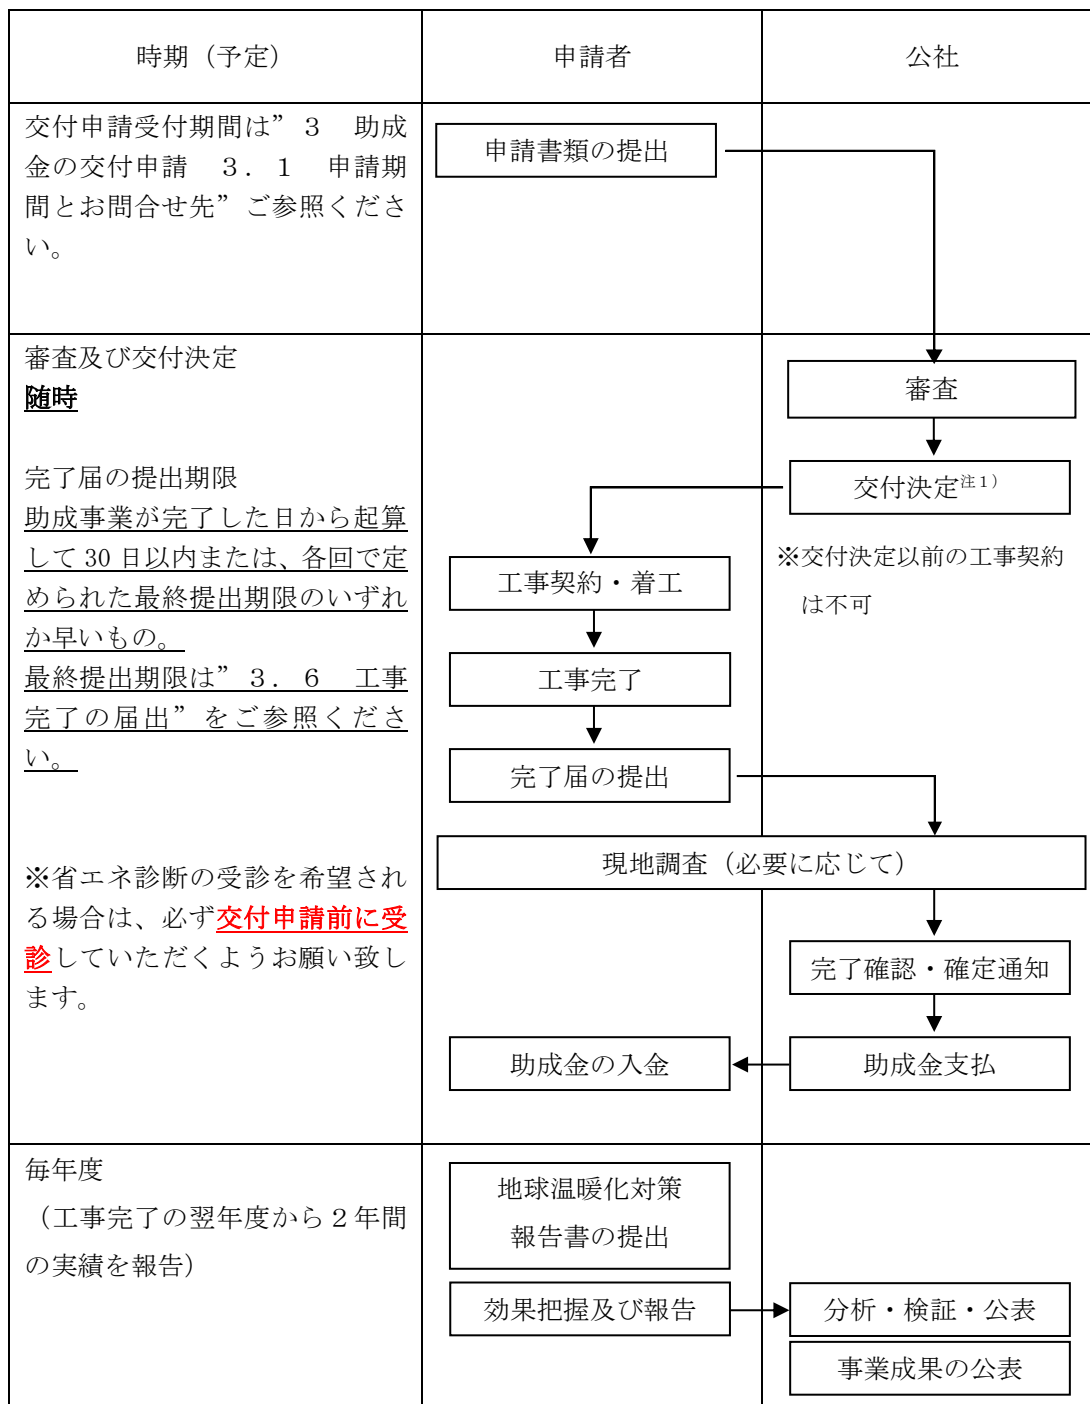 時期（予定）
申請者
公社
交付申請受付期間は”３　助成
金の交付申請　３．１　申請期
間とお問合せ先”ご参照くださ
い。
申請書類の提出
審査及び交付決定
随時
完了届の提出期限
助成事業が完了した日から起算
して 30 日以内または、各回で定
められた最終提出期限のいずれ
か早いもの。
最終提出期限は”３．６　工事
完了の届出”をご参照くださ
い。
※省エネ診断の受診を希望され
る場合は、必ず交付申請前に受
診していただくようお願い致し
ます。
審査
交付決定注１）
※交付決定以前の工事契約
は不可
工事契約・着工
工事完了
完了届の提出
現地調査（必要に応じて）
完了確認・確定通知
助成金の入金
助成金支払
毎年度
（工事完了の翌年度から２年間
の実績を報告）
地球温暖化対策
報告書の提出
効果把握及び報告
分析・検証・公表
事業成果の公表